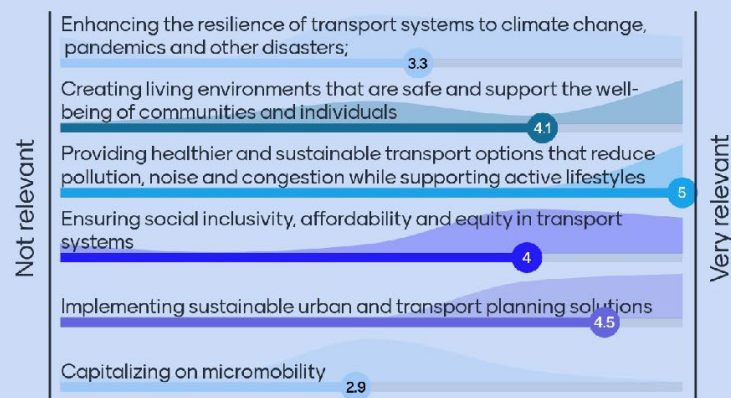 Enhancing the resilience of transport systems to climate change,
pandemics and other disasters;
3.3
Creating living environments that are safe and support the well-
being of communities and individuals
4.1
Providing healthier and sustainable transport options that reduce
pollution, noise and congestion while supporting active lifestyles
5
Ensuring social inclusivity, affordability and equity in transport
systems
4
Implementing sustainable urban and transport planning solutions
4.5
Capitalizing on micromobility
2.9
Not relevant
Very relevant